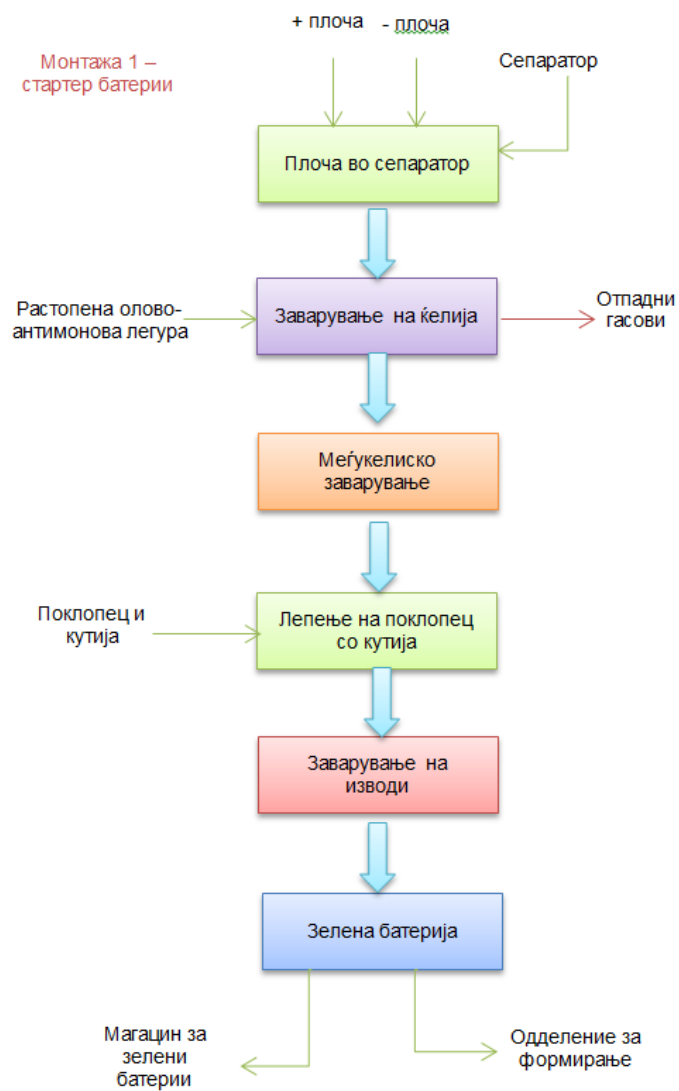 + плоча - плоча
Монтажа 1 –
стартер батерии
Сепаратор
Плоча во сепаратор
Растопена олово-
антимонова легура
Заварување на ќелија
Отпадни
гасови
Меѓукелиско
заварување
Поклопец и
кутија
Лепење на поклопец
со кутија
Заварување на
изводи
Зелена батерија
Магацин за
зелени
батерии
Одделение за
формирање